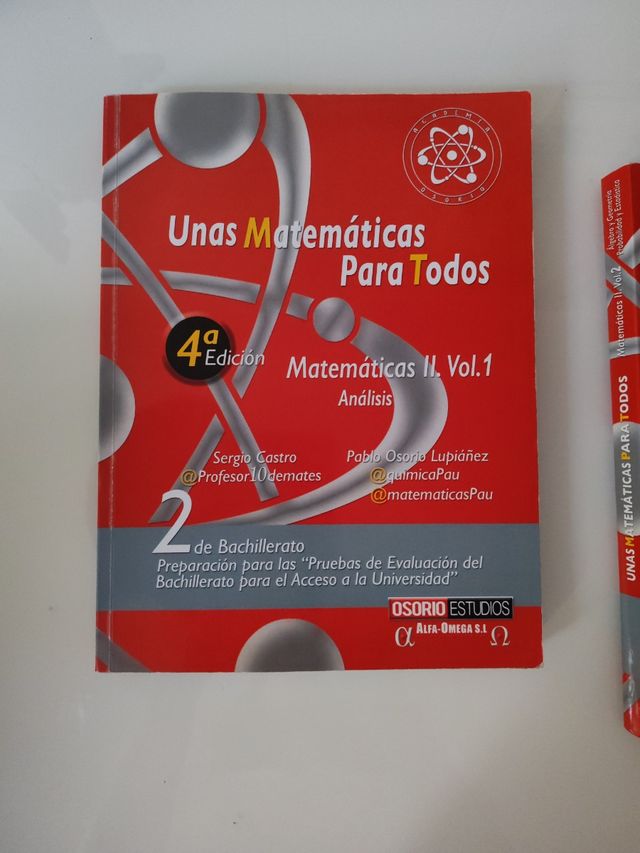 ACADEMIA
OSORIO
Unas Matemáticas
Para Todos
4ª
Edición
Matemáticas II. Vol.1
Análisis
Sergio Castro
@Profesor10demates
Pablo Osorio Lupiáñez
@quimicaPau
@matematicasPau
2 de Bachillerato
Preparación para las "Pruebas de Evaluación del
Bachillerato para el Acceso a la Universidad"
OSORIO ESTUDIOS
α ALFA-OMEGA S.L Ω
UNAS MATEMÁTICAS PARA TODOS
Matemáticas II. Vol.2
Álgebra y Geometría
Probabilidad y Estadística